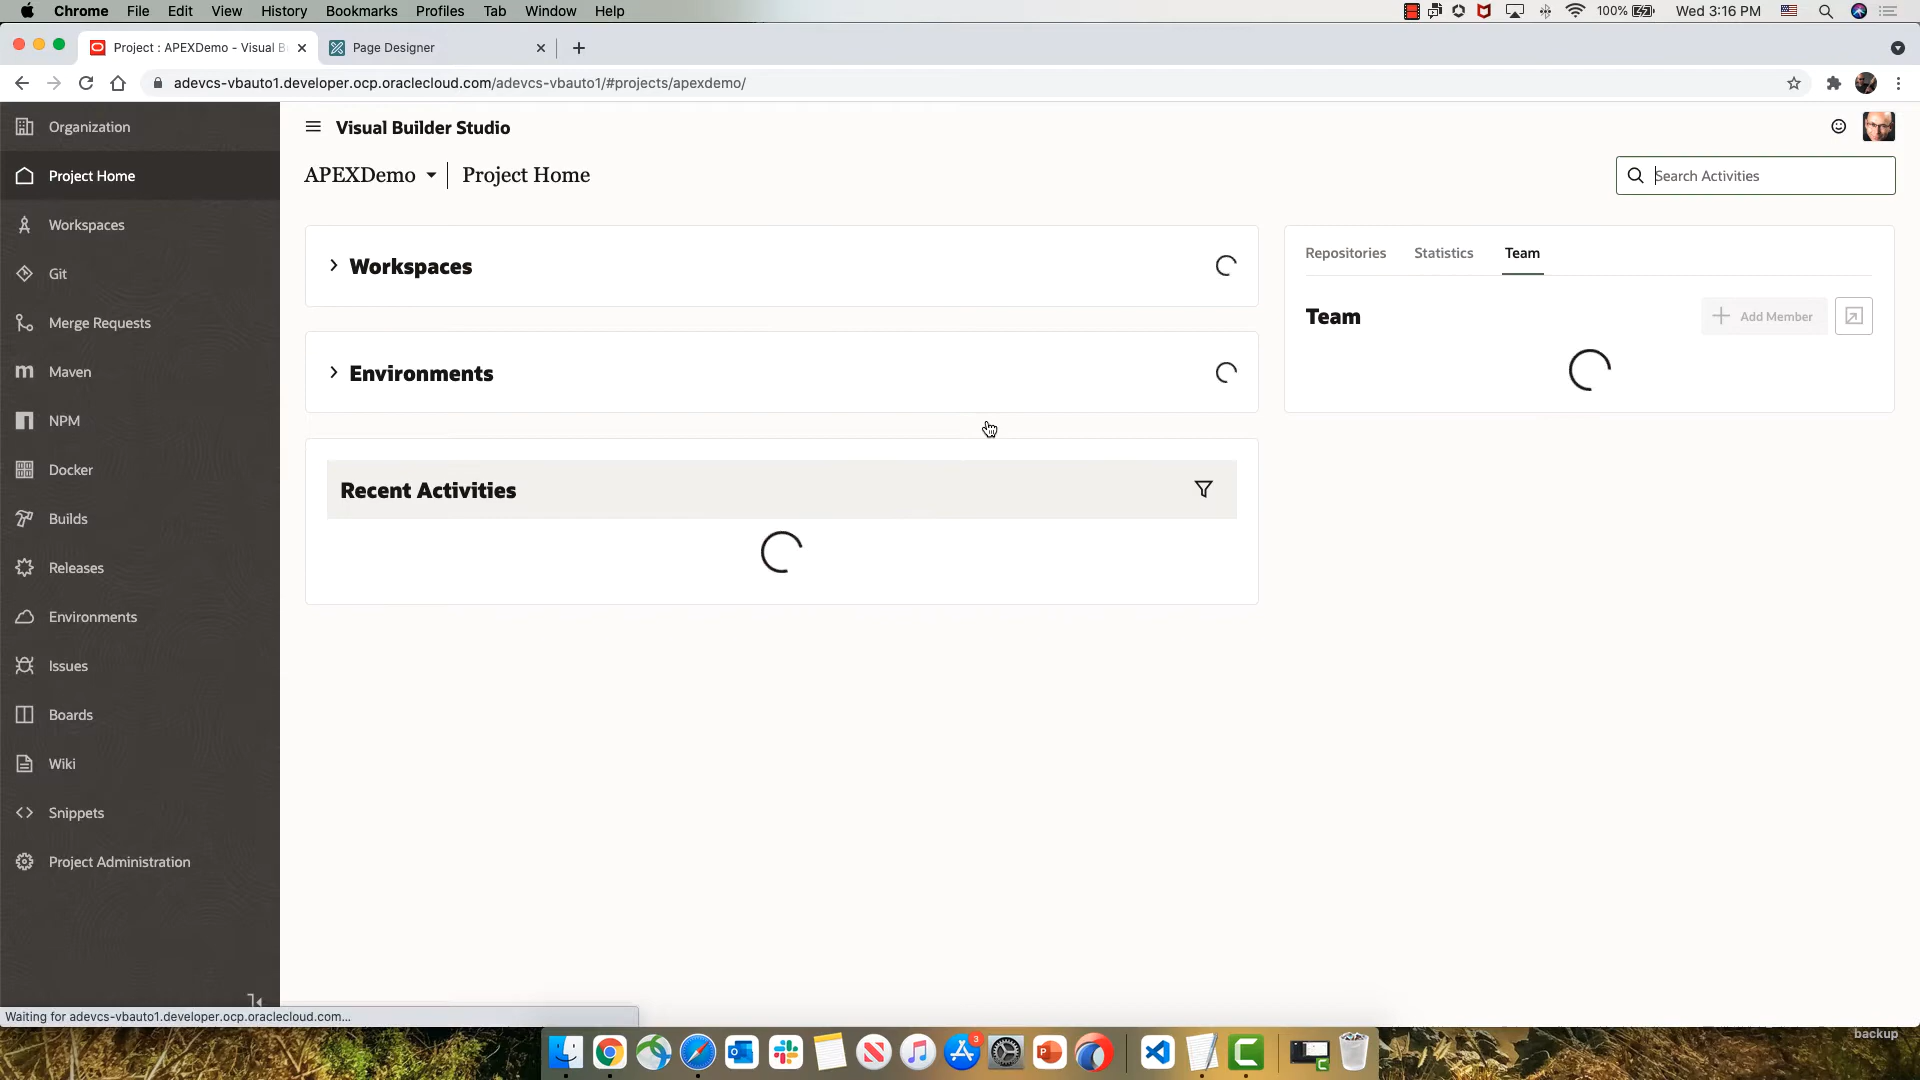 Chrome File Edit View History Bookmarks Profiles Tab Window Help
100% Wed 3:16 PM
Project : APEXDemo - Visual B
Page Designer
adevcs-vbauto1.developer.ocp.oraclecloud.com/adevcs-vbauto1/#projects/apexdemo/
Organization
Project Home
Workspaces
Git
Merge Requests
Maven
NPM
Docker
Builds
Releases
Environments
Issues
Boards
Wiki
Snippets
Project Administration
Visual Builder Studio
APEXDemo Project Home
Search Activities
Workspaces
Environments
Recent Activities
Repositories Statistics Team
Team
Add Member
Waiting for adevcs-vbauto1.developer.ocp.oraclecloud.com...
backup
3